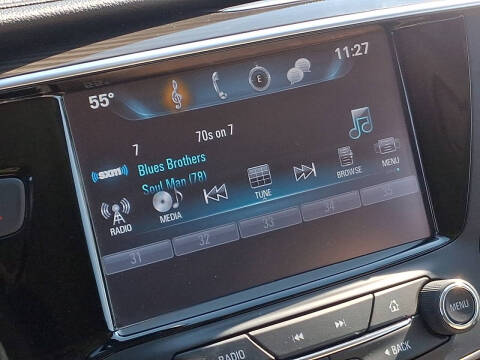 55°
E
11:27
7
70s on 7
((sxm))
Blues Brothers
Soul Man (78)
RADIO
MEDIA
TUNE
BROWSE
MENU
31
32
33
34
35
MENU
RADIO
BACK